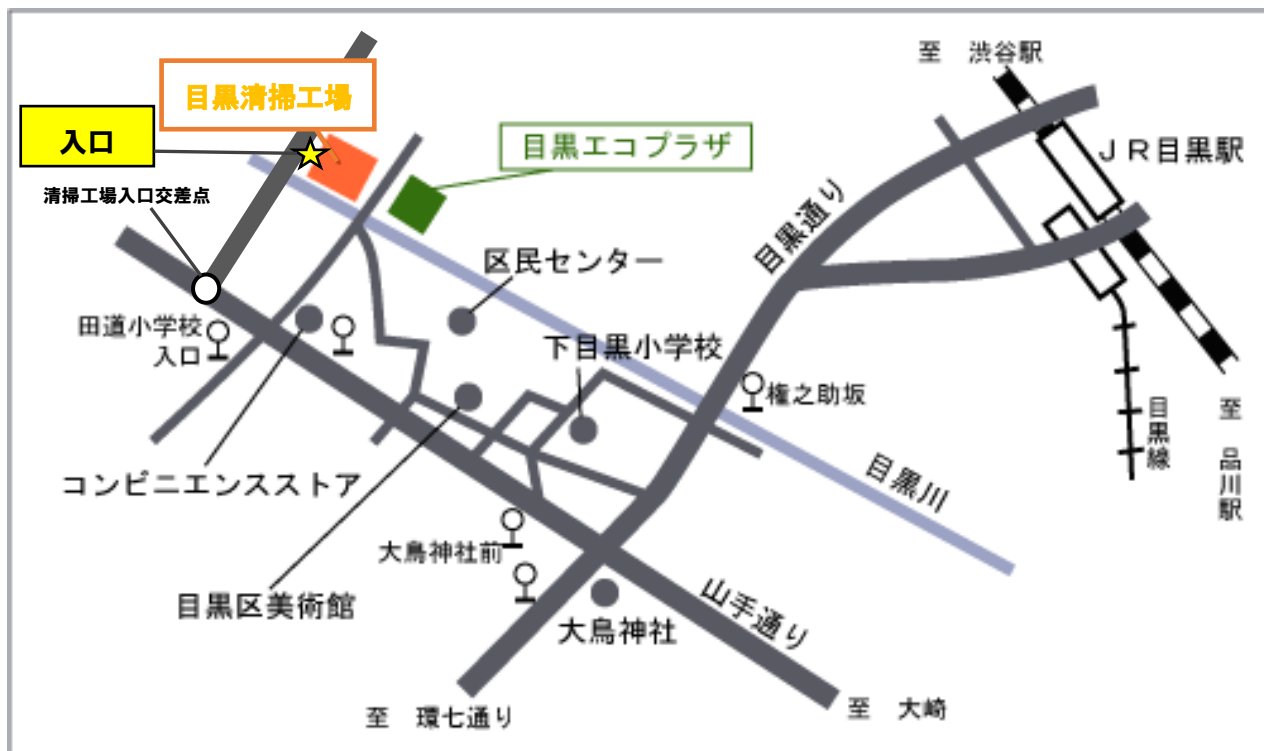 至　渋谷駅
目黒清掃工場
入口
目黒エコプラザ
ＪＲ目黒駅
清掃工場入口交差点
目黒通り
区民センター
田道小学校
入口
下目黒小学校
権之助坂
目黒線
至　品川駅
コンビニエンスストア
目黒川
大鳥神社前
目黒区美術館
山手通り
大鳥神社
至　環七通り
至　大崎